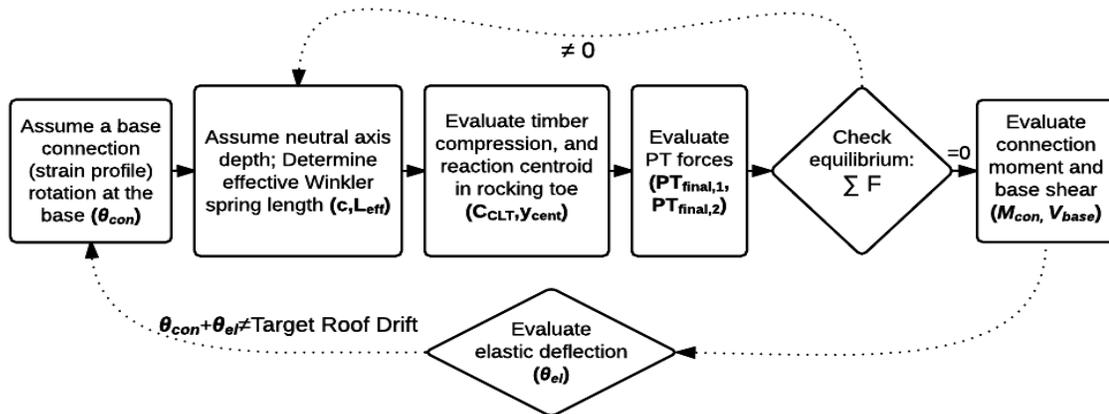 ≠ 0
Assume a base
connection
(strain profile)
rotation at the
base (θcon)
Assume neutral axis
depth; Determine
effective Winkler
spring length (c,Leff)
Evaluate timber
compression, and
reaction centroid
in rocking toe
(CCLT,ycent)
Evaluate
PT forces
(PTfinal,1,
PTfinal,2)
Check
equilibrium:
∑ F
=0
Evaluate
connection
moment and
base shear
(Mcon, Vbase)
θcon+θel≠Target Roof Drift
Evaluate
elastic deflection
(θel)